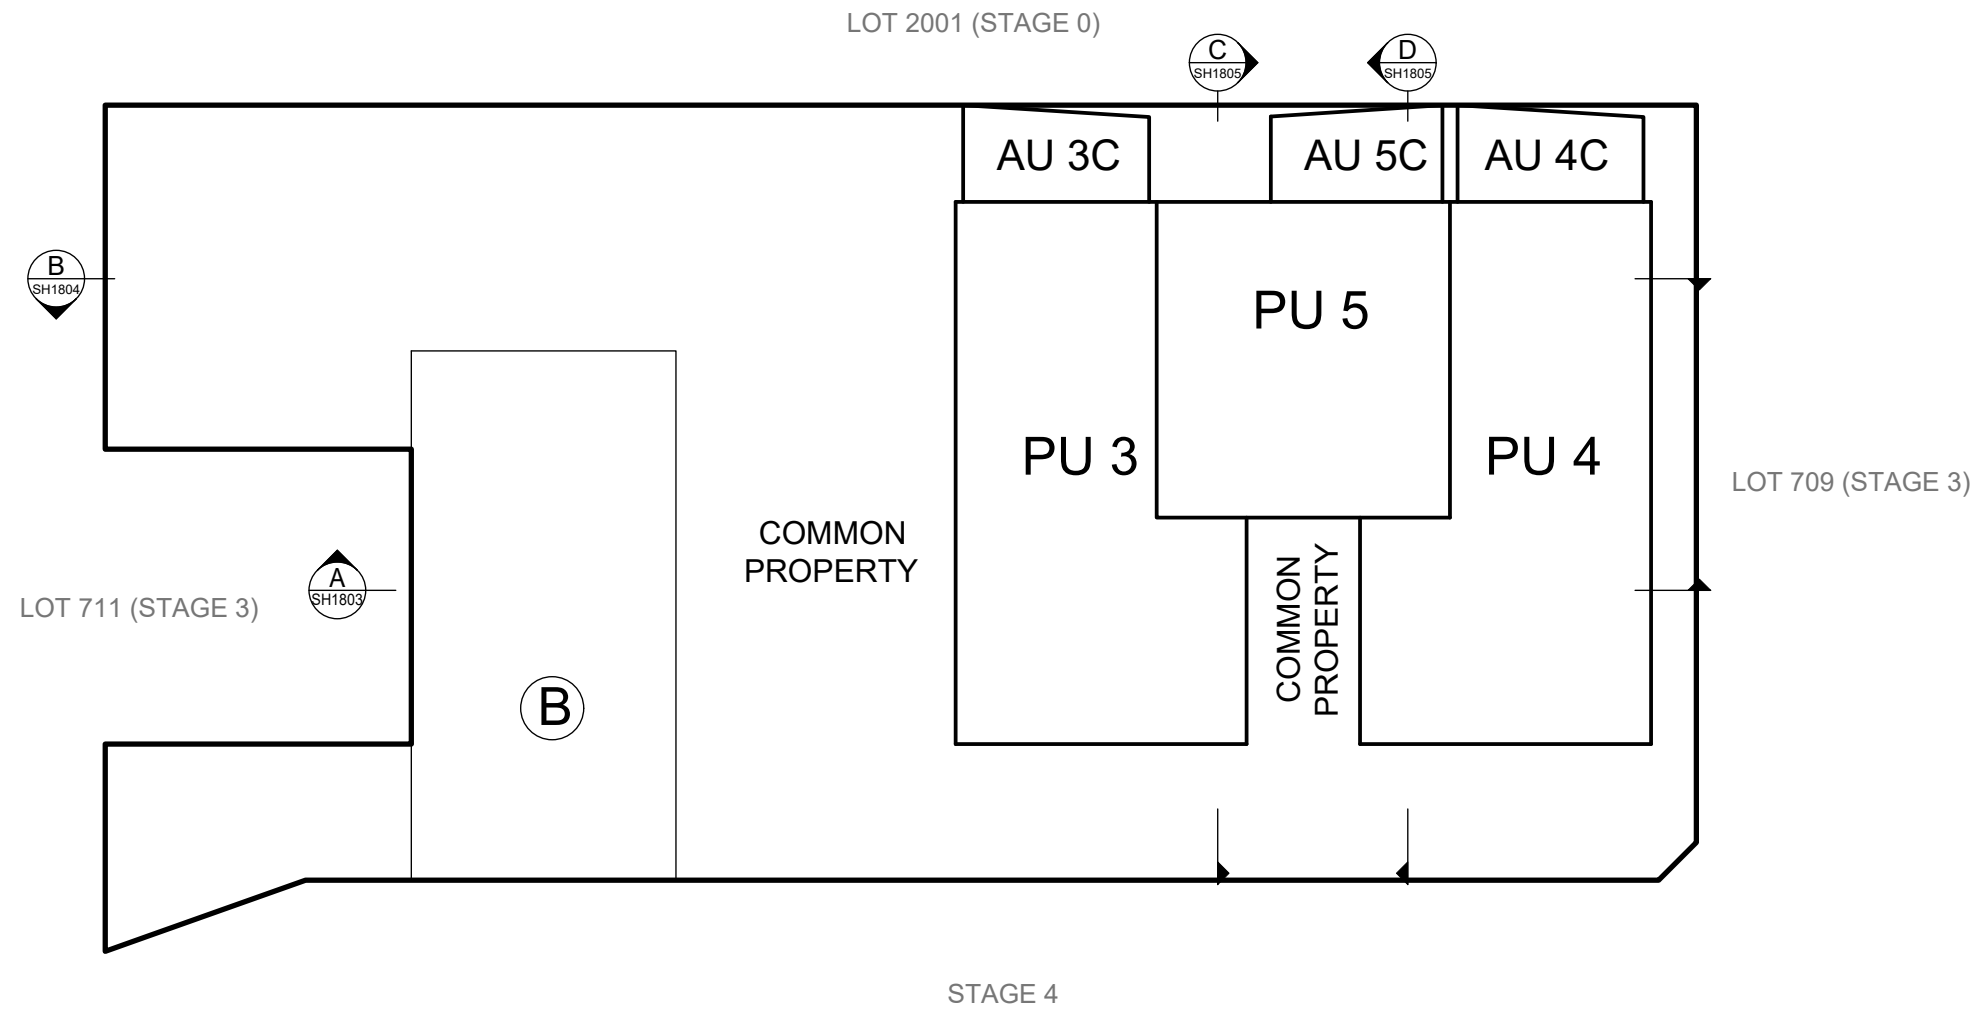 LOT 2001 (STAGE 0)
C
SH1805
D
SH1805
AU 3C
AU 5C
AU 4C
B
SH1804
PU 5
PU 3
PU 4
LOT 709 (STAGE 3)
COMMON
PROPERTY
A
SH1803
LOT 711 (STAGE 3)
COMMON
PROPERTY
B
STAGE 4